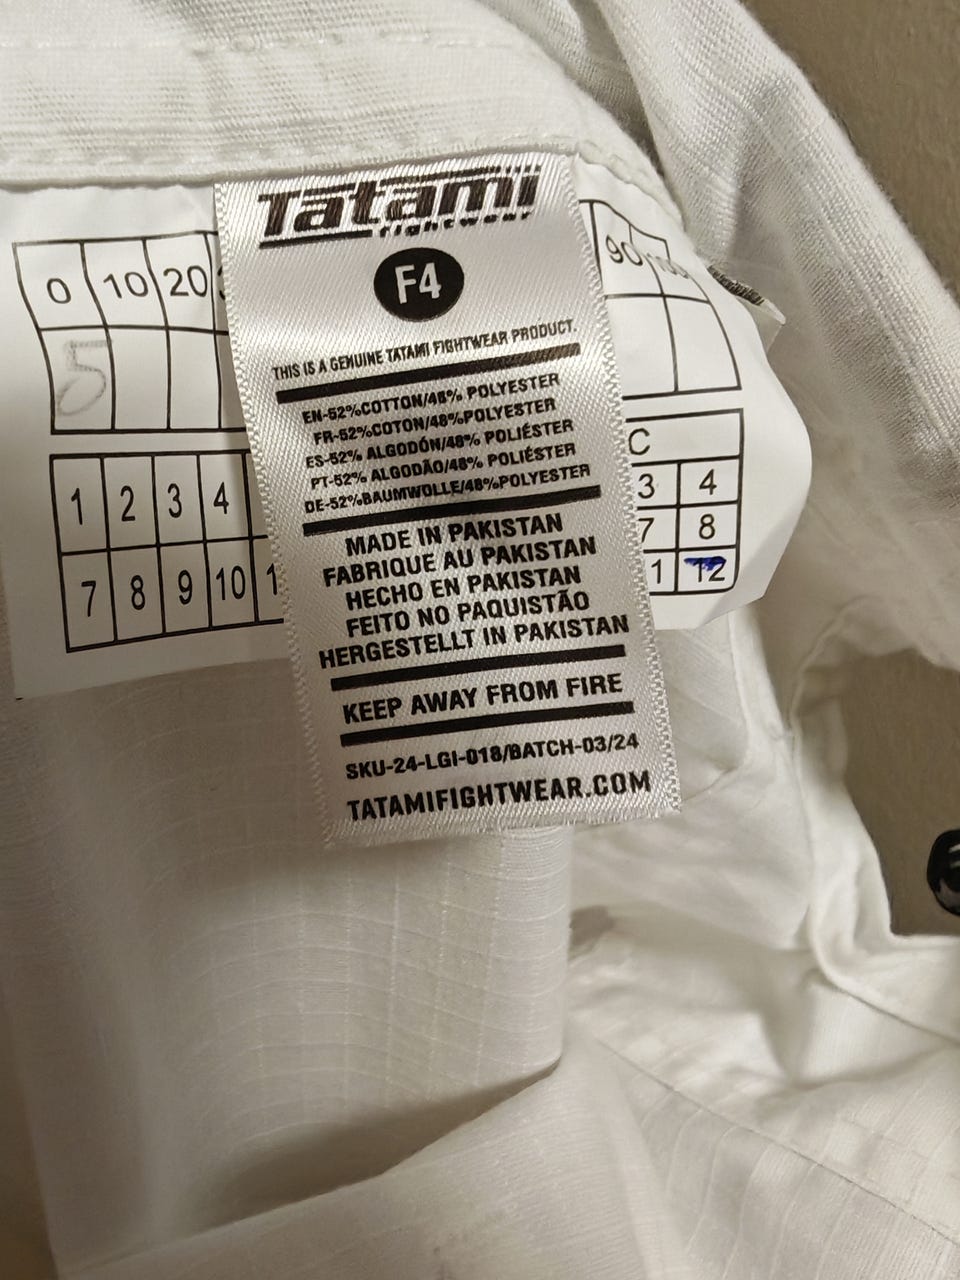 Tatami
fightwear
F4
THIS IS A GENUINE TATAMI FIGHTWEAR PRODUCT.
EN-52%COTTON/48% POLYESTER
FR-52%COTON/48%POLYESTER
ES-52% ALGODÓN/48% POLIÉSTER
PT-52% ALGODÃO/48% POLIÉSTER
DE-52%BAUMWOLLE/48%POLYESTER
MADE IN PAKISTAN
FABRIQUE AU PAKISTAN
HECHO EN PAKISTAN
FEITO NO PAQUISTÃO
HERGESTELLT IN PAKISTAN
KEEP AWAY FROM FIRE
SKU-24-LGI-018/BATCH-03/24
TATAMIFIGHTWEAR.COM
0 10 20
5
1 2 3 4
7 8 9 10
90 100
C
3 4
7 8
12